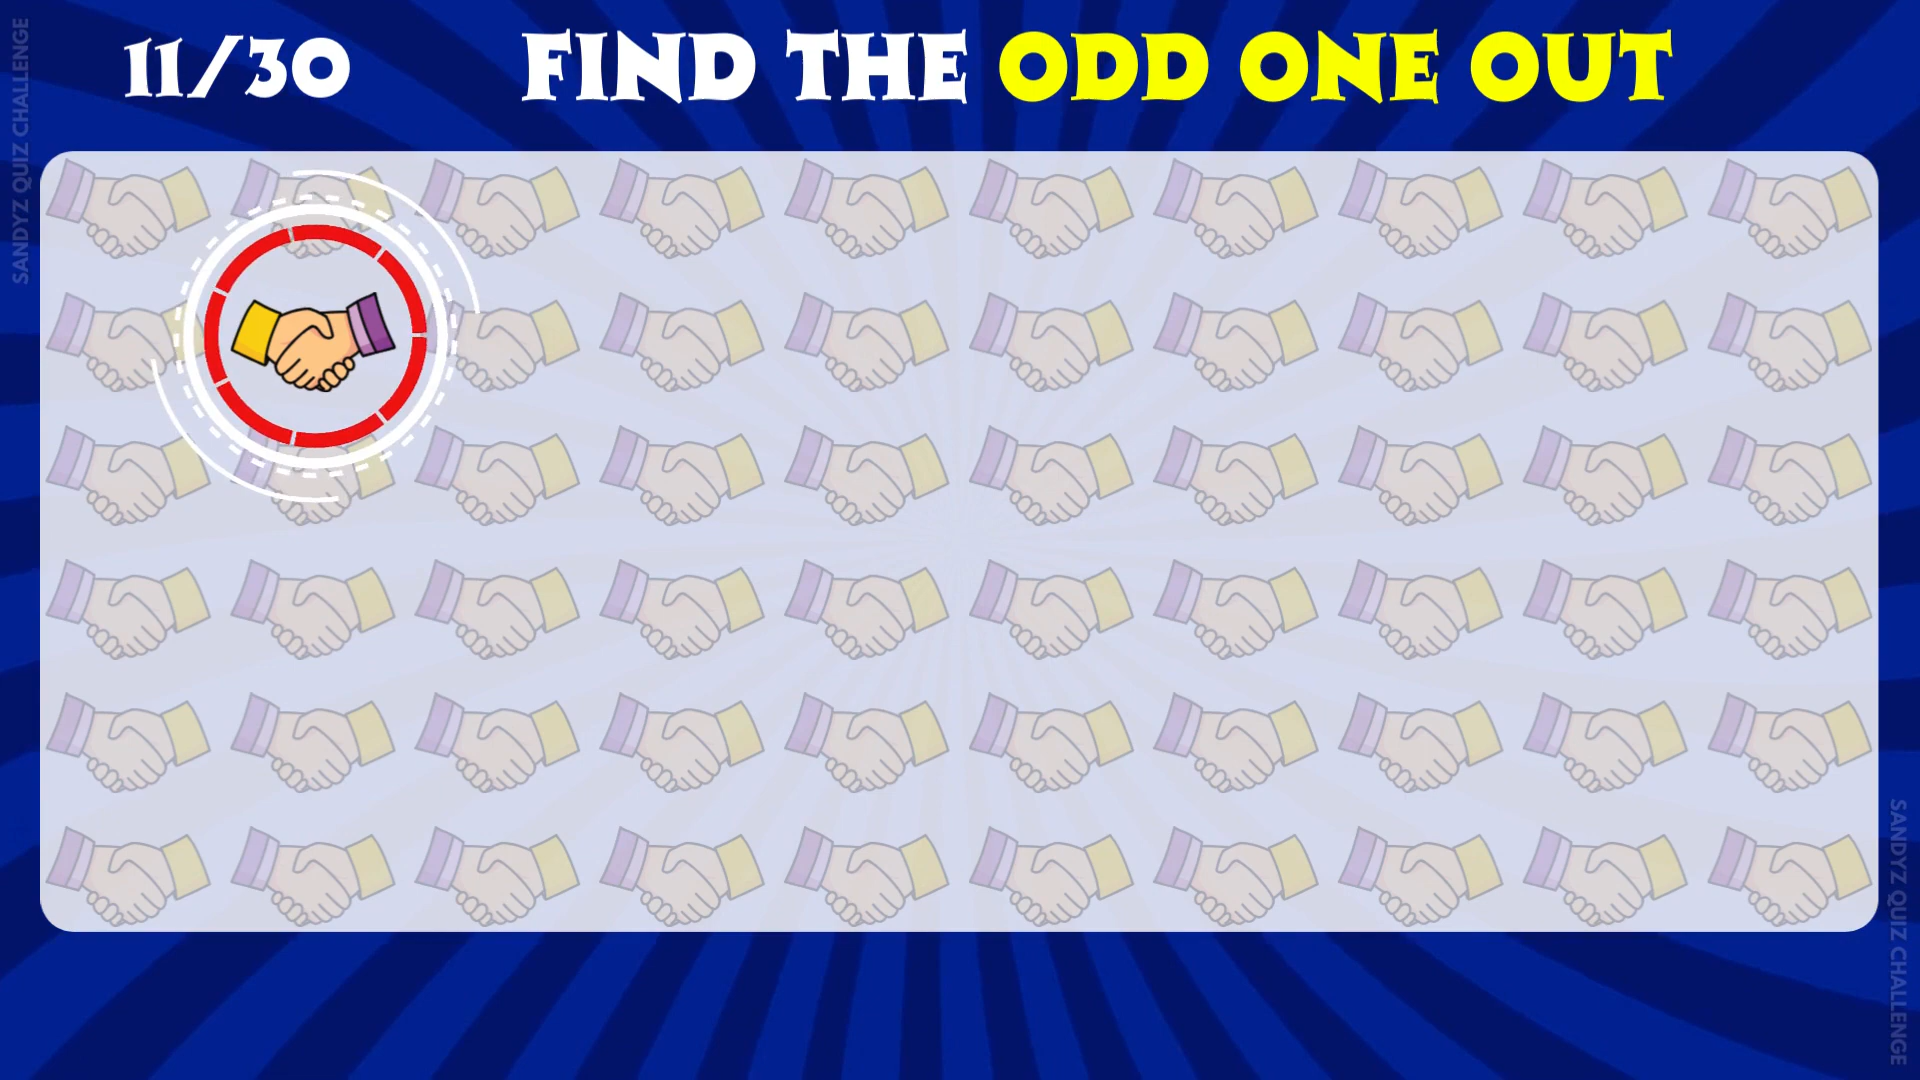 11/30
FIND THE ODD ONE OUT
SANDYZ QUIZ CHALLENGE
SANDYZ QUIZ CHALLENGE